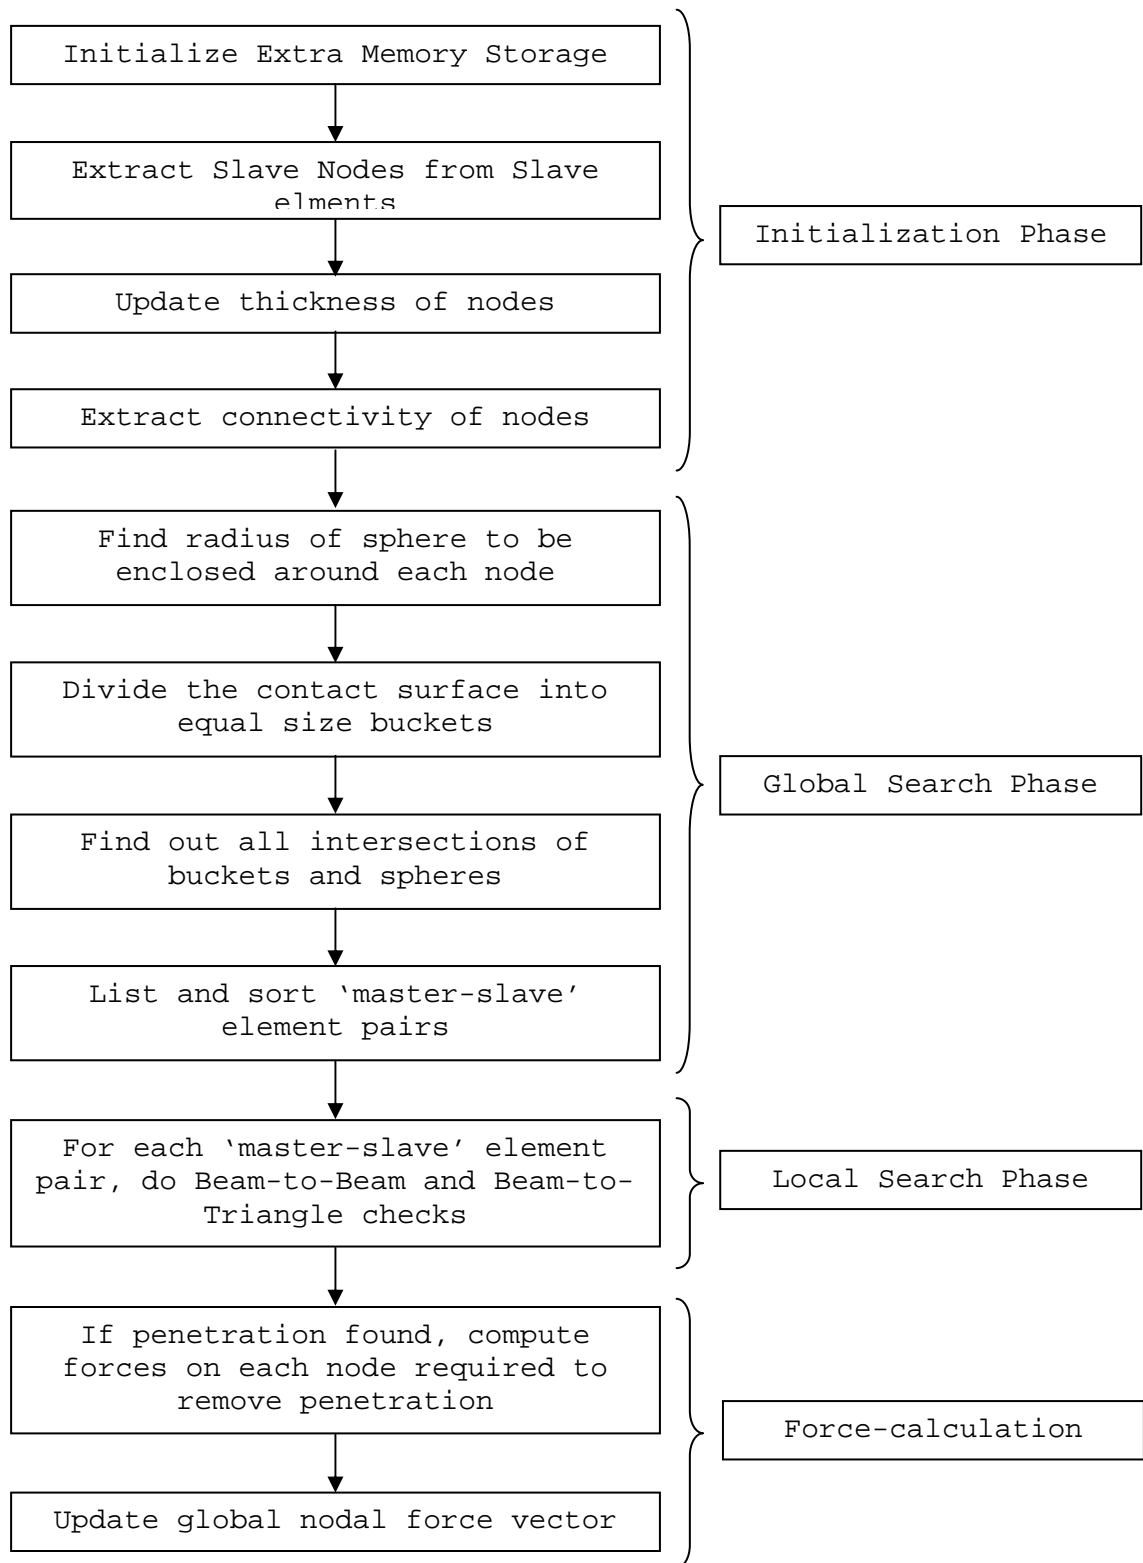 Initialize Extra Memory Storage
Extract Slave Nodes from Slave
elments
Initialization Phase
Update thickness of nodes
Extract connectivity of nodes
Find radius of sphere to be
enclosed around each node
Divide the contact surface into
equal size buckets
Global Search Phase
Find out all intersections of
buckets and spheres
List and sort ‘master-slave’
element pairs
For each ‘master-slave’ element
pair, do Beam-to-Beam and Beam-to-
Triangle checks
Local Search Phase
If penetration found, compute
forces on each node required to
remove penetration
Force-calculation
Update global nodal force vector